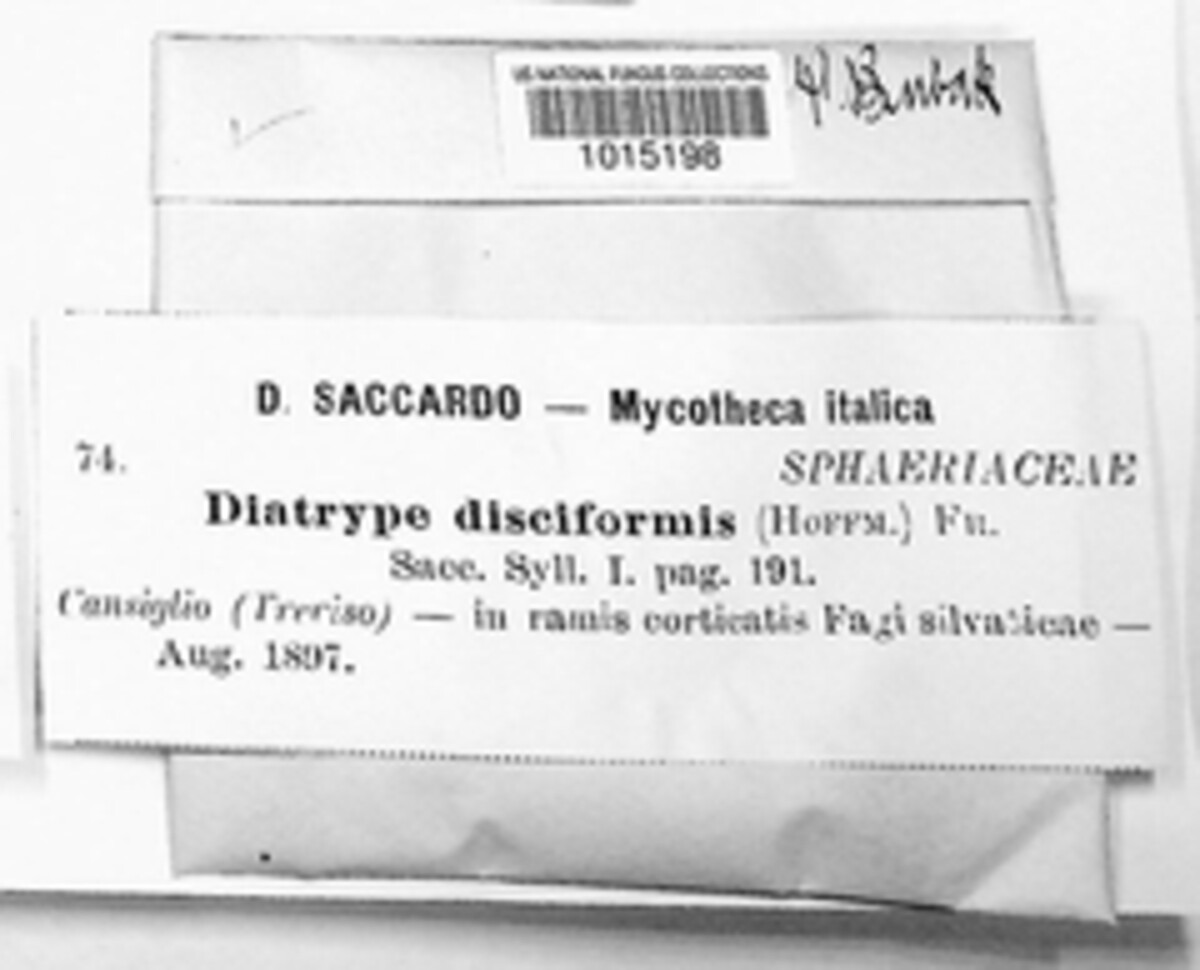 US NATIONAL FUNGUS COLLECTIONS
1015198
Bubak
D. SACCARDO — Mycotheca italica
74.
SPHAERIACEAE
Diatrype disciformis (HOFFM.) FR.
Sacc. Syll. I. pag. 191.
Cansiglio (Treviso) — in ramis corticatis Fagi silvaticae —
Aug. 1897.